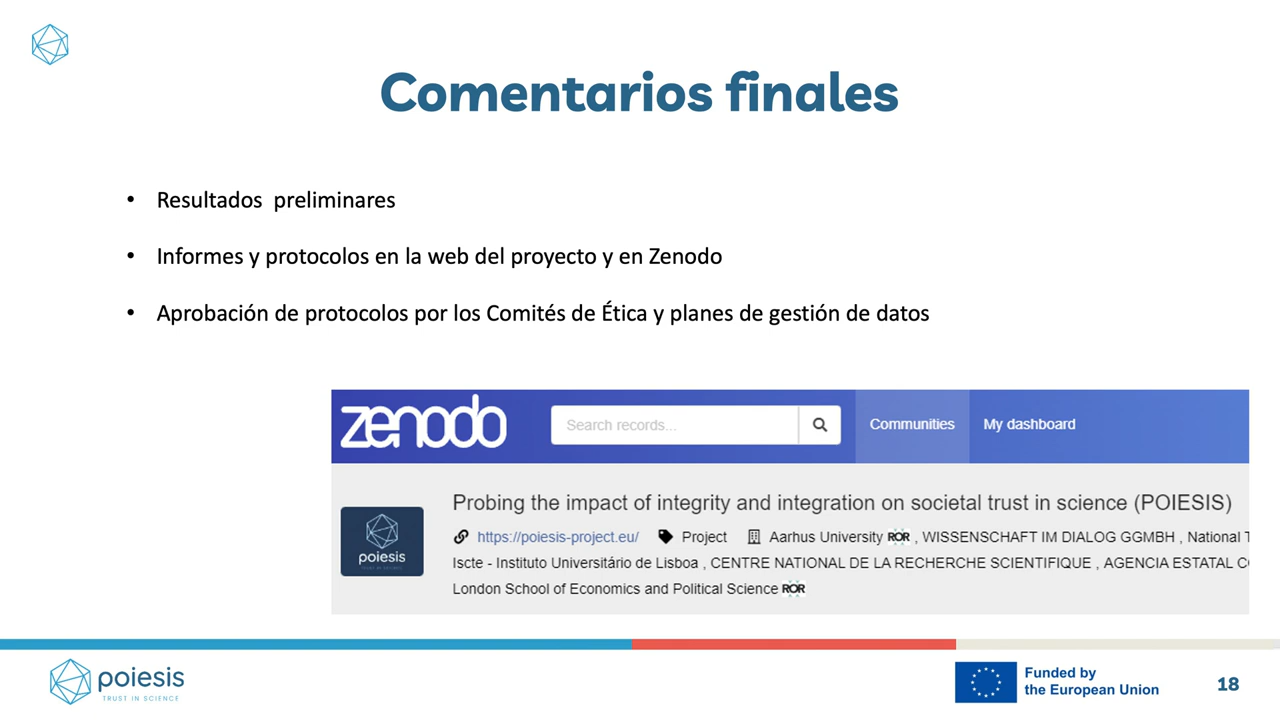 Comentarios finales
• Resultados  preliminares
• Informes y protocolos en la web del proyecto y en Zenodo
• Aprobación de protocolos por los Comités de Ética y planes de gestión de datos
zenodo
Search records...
Communities
My dashboard
Probing the impact of integrity and integration on societal trust in science (POIESIS)
poiesis
TRUST IN SCIENCE
https://poiesis-project.eu/ Project Aarhus University ROR , WISSENSCHAFT IM DIALOG GGMBH , National
Iscte - Instituto Universitário de Lisboa , CENTRE NATIONAL DE LA RECHERCHE SCIENTIFIQUE , AGENCIA ESTATAL
London School of Economics and Political Science ROR
poiesis
TRUST IN SCIENCE
Funded by
the European Union
18